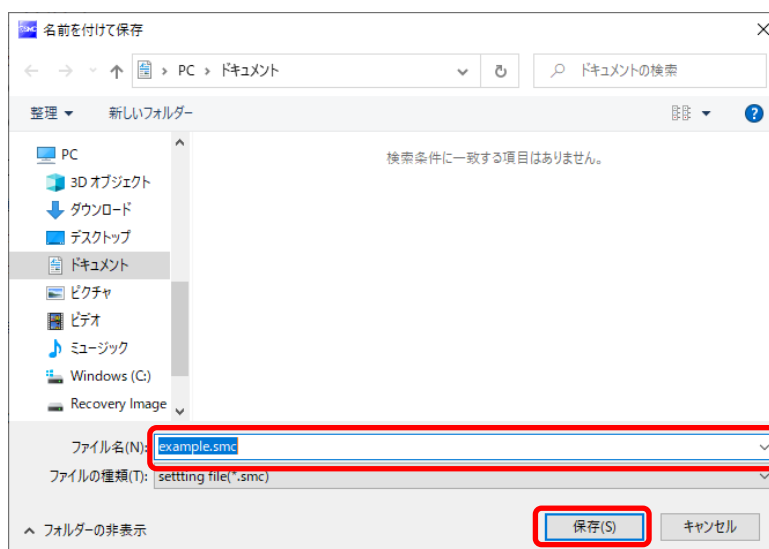 名前を付けて保存
PC › ドキュメント
ドキュメントの検索
整理
新しいフォルダー
検索条件に一致する項目はありません。
PC
3D オブジェクト
ダウンロード
デスクトップ
ドキュメント
ピクチャ
ビデオ
ミュージック
Windows (C:)
Recovery Image
ファイル名(N): example.smc
ファイルの種類(T): settting file(*.smc)
フォルダーの非表示
保存(S)
キャンセル